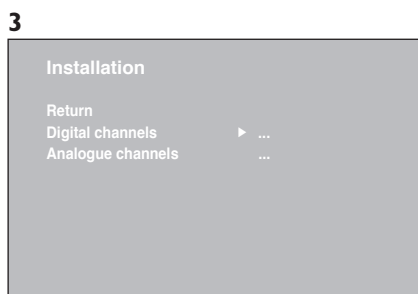 3
Installation
Return
Digital channels ▶ ...
Analogue channels ...